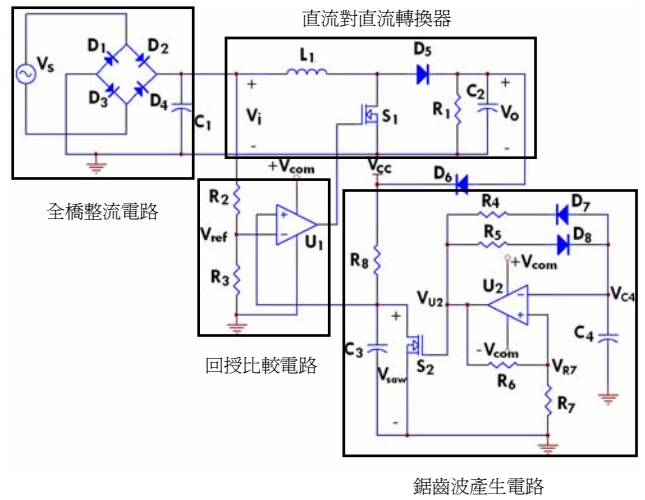 直流對直流轉換器
D₁
D₂
L₁
D₅
Vₛ
C₂
Vᵢ
S₁
R₁
Vₒ
D₃
D₄
C₁
+
-
+
-
Vcc
+Vcom
D₆
全橋整流電路
R₂
R₄
D₇
R₅
D₈
+
-
U₁
Vref
U₂
+Vcom
R₈
VU2
-
+
VC4
R₃
C₄
+
-Vcom
C₃
S₂
Vsaw
R₆
VR7
回授比較電路
R₇
-
鋸齒波產生電路